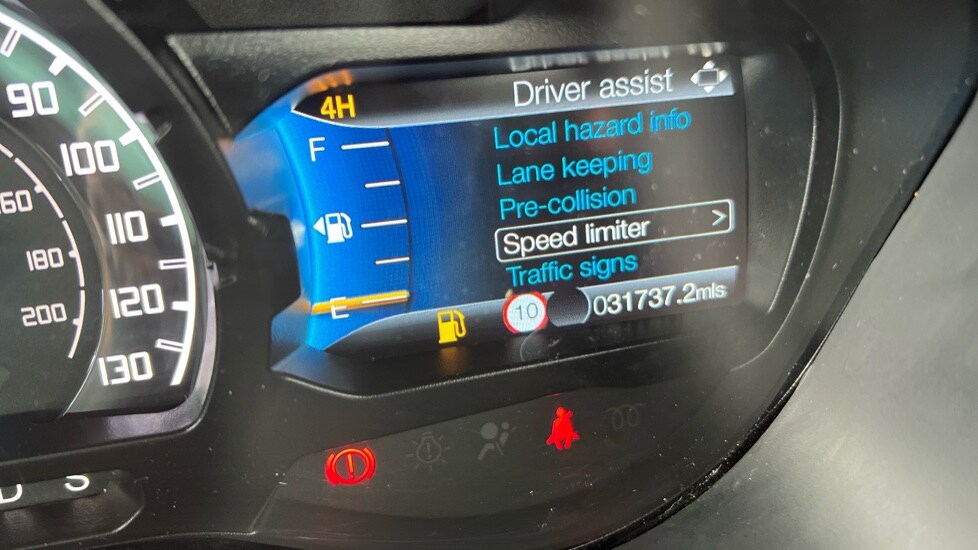 90
100
110
120
130
160
180
200
D S
4H
F
E
Driver assist
Local hazard info
Lane keeping
Pre-collision
Speed limiter >
Traffic signs
10
031737.2mls